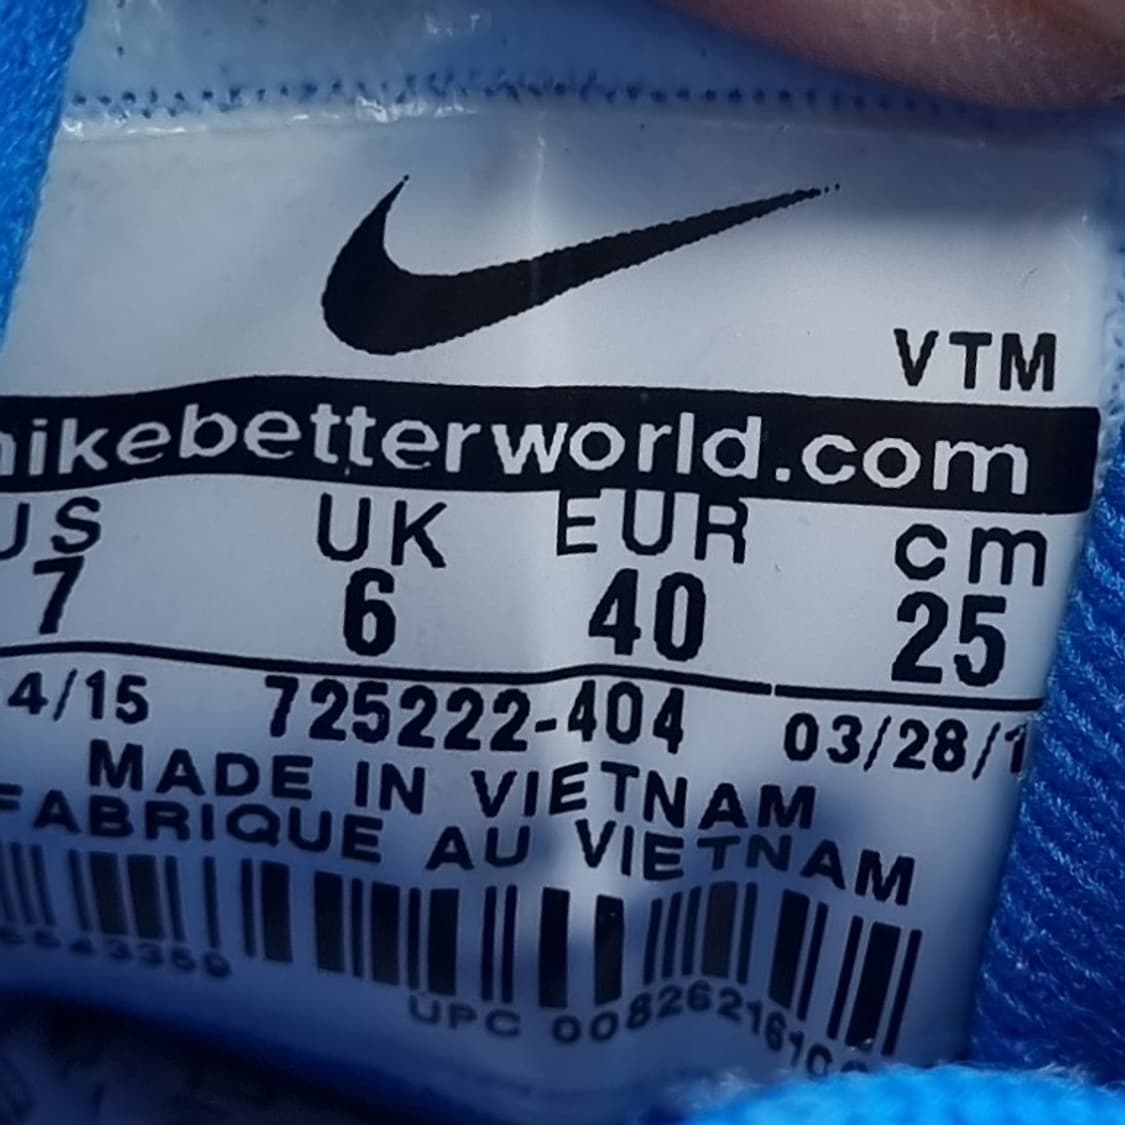 VTM
nikebetterworld.com
US UK EUR cm
7 6 40 25
4/15 725222-404 03/28/1
MADE IN VIETNAM
FABRIQUE AU VIETNAM
UPC